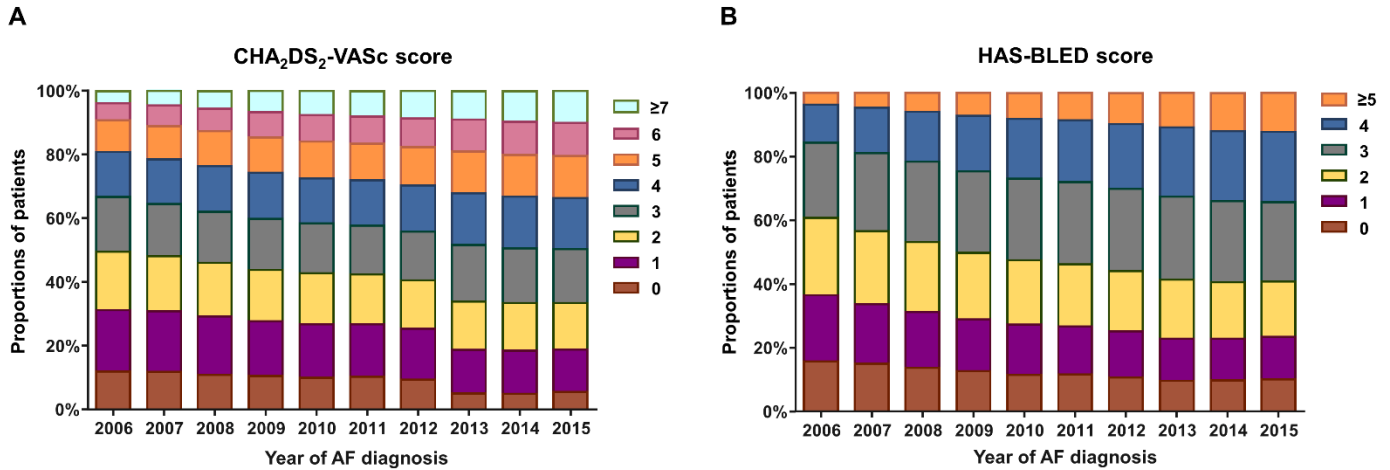 A
CHA₂DS₂-VASc score
Proportions of patients
100%
80%
60%
40%
20%
0%
2006 2007 2008 2009 2010 2011 2012 2013 2014 2015
Year of AF diagnosis
≥7
6
5
4
3
2
1
0
B
HAS-BLED score
Proportions of patients
100%
80%
60%
40%
20%
0%
2006 2007 2008 2009 2010 2011 2012 2013 2014 2015
Year of AF diagnosis
≥5
4
3
2
1
0